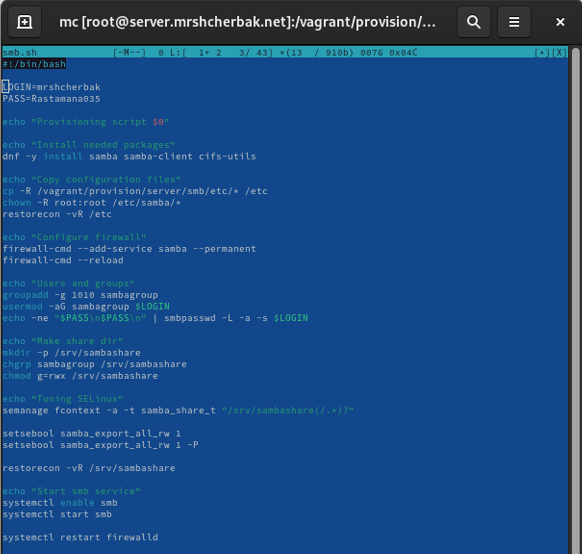 mc [root@server.mrshcherbak.net]:/vagrant/provision/...
smb.sh [-M--] 0 L:[ 1+ 2 3/ 43] *(13 / 910b) 0076 0x04C [*][X]
#!/bin/bash
LOGIN=mrshcherbak
PASS=Rastamana035
echo "Provisioning script $0"
echo "Install needed packages"
dnf -y install samba samba-client cifs-utils
echo "Copy configuration files"
cp -R /vagrant/provision/server/smb/etc/* /etc
chown -R root:root /etc/samba/*
restorecon -vR /etc
echo "Configure firewall"
firewall-cmd --add-service samba --permanent
firewall-cmd --reload
echo "Users and groups"
groupadd -g 1010 sambagroup
usermod -aG sambagroup $LOGIN
echo -ne "$PASS\n$PASS\n" | smbpasswd -L -a -s $LOGIN
echo "Make share dir"
mkdir -p /srv/sambashare
chgrp sambagroup /srv/sambashare
chmod g=rwx /srv/sambashare
echo "Tuning SELinux"
semanage fcontext -a -t samba_share_t "/srv/sambashare(/.*)?"
setsebool samba_export_all_rw 1
setsebool samba_export_all_rw 1 -P
restorecon -vR /srv/sambashare
echo "Start smb service"
systemctl enable smb
systemctl start smb
systemctl restart firewalld